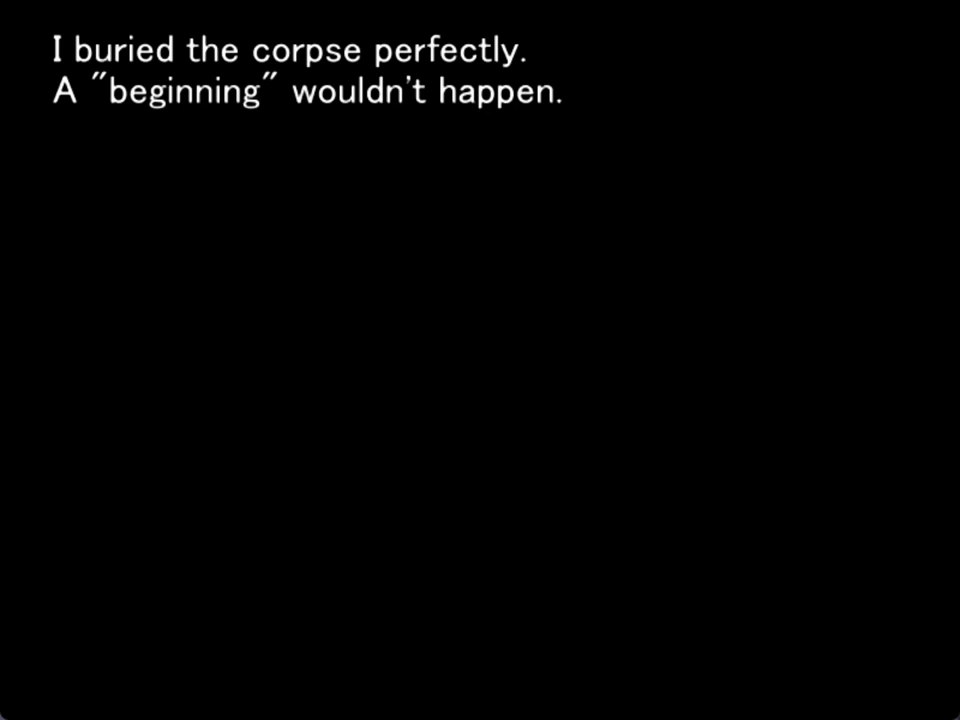 I buried the corpse perfectly.
A "beginning" wouldn't happen.